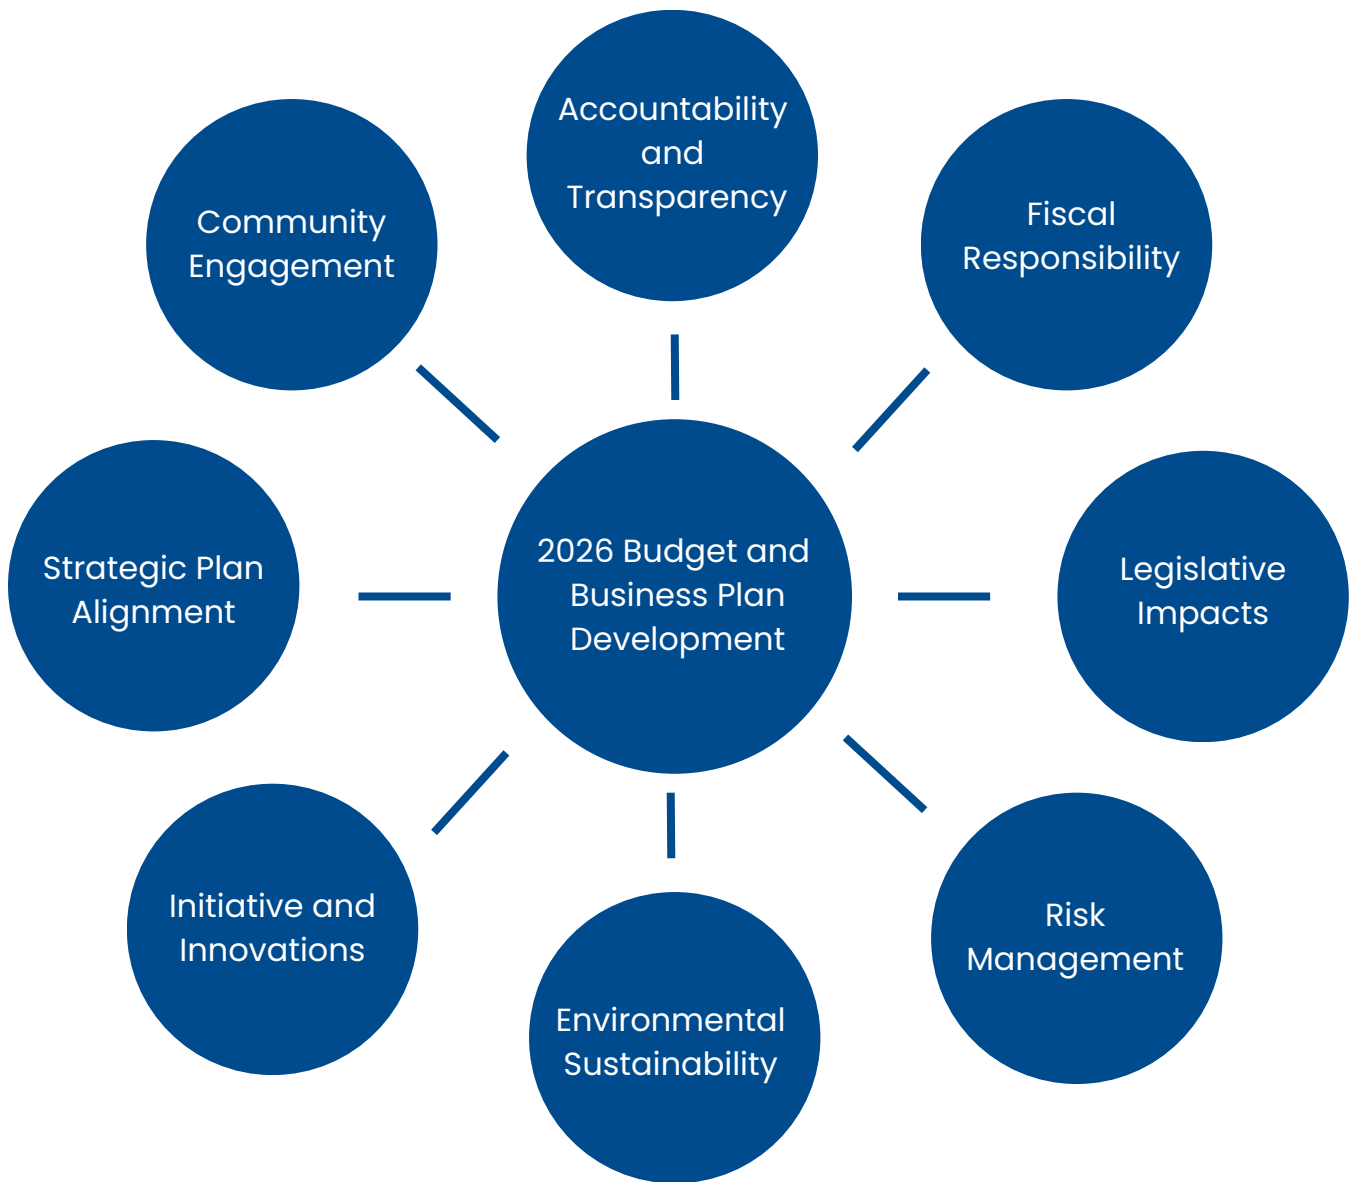 Accountability
and
Transparency
Community
Engagement
Fiscal
Responsibility
Strategic Plan
Alignment
2026 Budget and
Business Plan
Development
Legislative
Impacts
Initiative and
Innovations
Risk
Management
Environmental
Sustainability